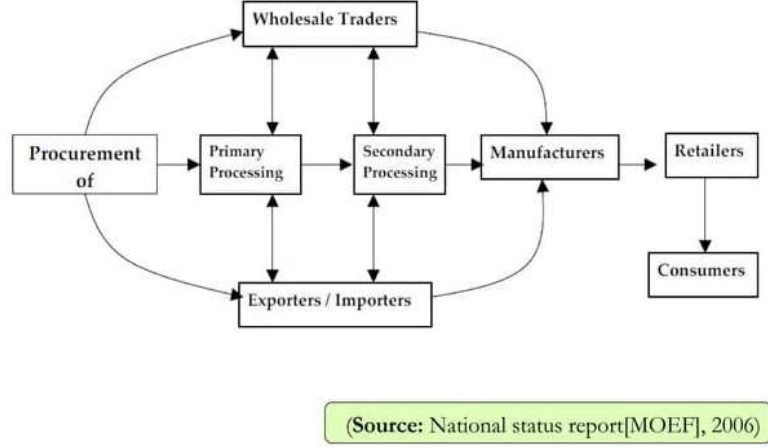 Wholesale Traders
Procurement
of
Primary
Processing
Secondary
Processing
Manufacturers
Retailers
Consumers
Exporters / Importers
(Source: National status report[MOEF], 2006)